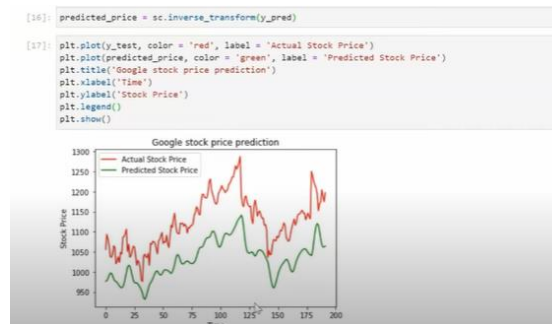 [16]: predicted_price = sc.inverse_transform(y_pred)
[17]: plt.plot(y_test, color = 'red', label = 'Actual Stock Price')
plt.plot(predicted_price, color = 'green', label = 'Predicted Stock Price')
plt.title('Google stock price prediction')
plt.xlabel('Time')
plt.ylabel('Stock Price')
plt.legend()
plt.show()
Google stock price prediction
1300
Actual Stock Price
Predicted Stock Price
1250
1200
1150
1100
1050
1000
950
Stock Price
0 25 50 75 100 125 150 175 200